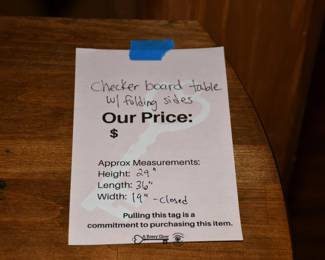 Checker board table
w/ folding sides
Our Price:
$
Approx Measurements:
Height: 29"
Length: 36"
Width: 19" - Closed
Pulling this tag is a
commitment to purchasing this item.